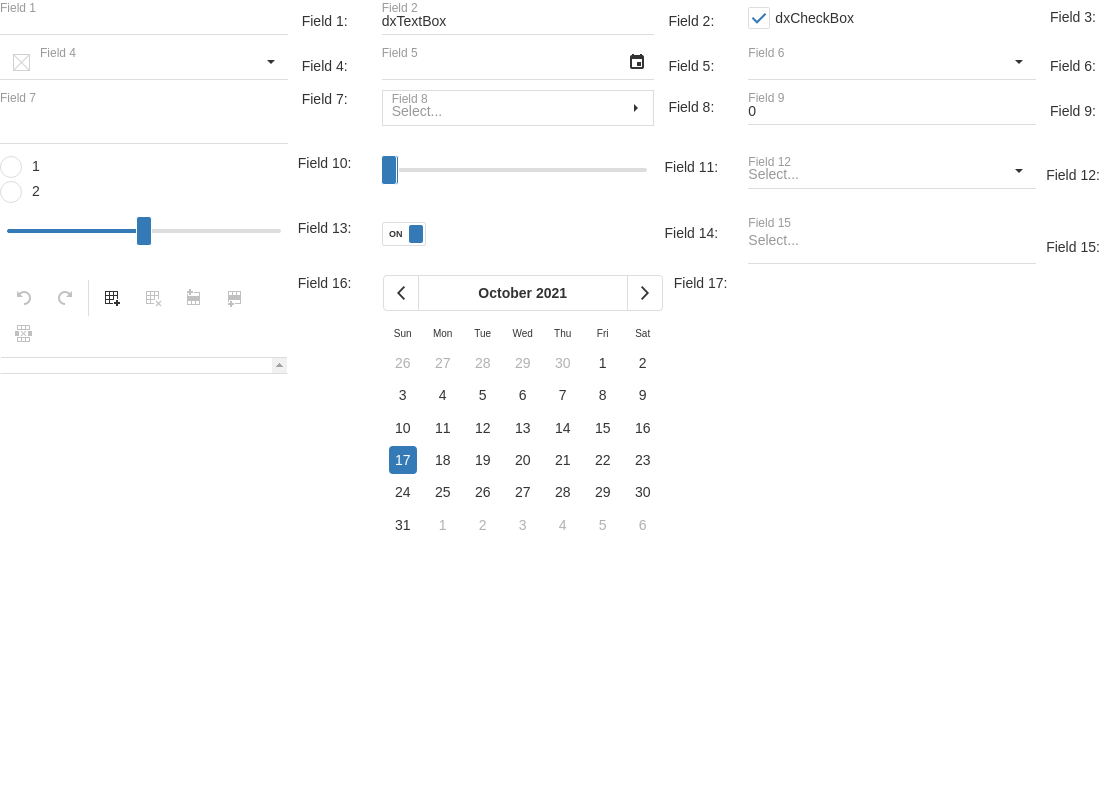 Field 1
Field 1:
Field 2
dxTextBox
Field 2:
dxCheckBox
Field 3:
Field 4
Field 4:
Field 5
Field 5:
Field 6
Field 6:
Field 7
Field 7:
Field 8
Select...
Field 8:
Field 9
0
Field 9:
1
2
Field 10:
Field 11:
Field 12
Select...
Field 12:
Field 13:
ON
Field 14:
Field 15
Select...
Field 15:
Field 16:
October 2021
Field 17:
Sun Mon Tue Wed Thu Fri Sat
26 27 28 29 30 1 2
3 4 5 6 7 8 9
10 11 12 13 14 15 16
17 18 19 20 21 22 23
24 25 26 27 28 29 30
31 1 2 3 4 5 6